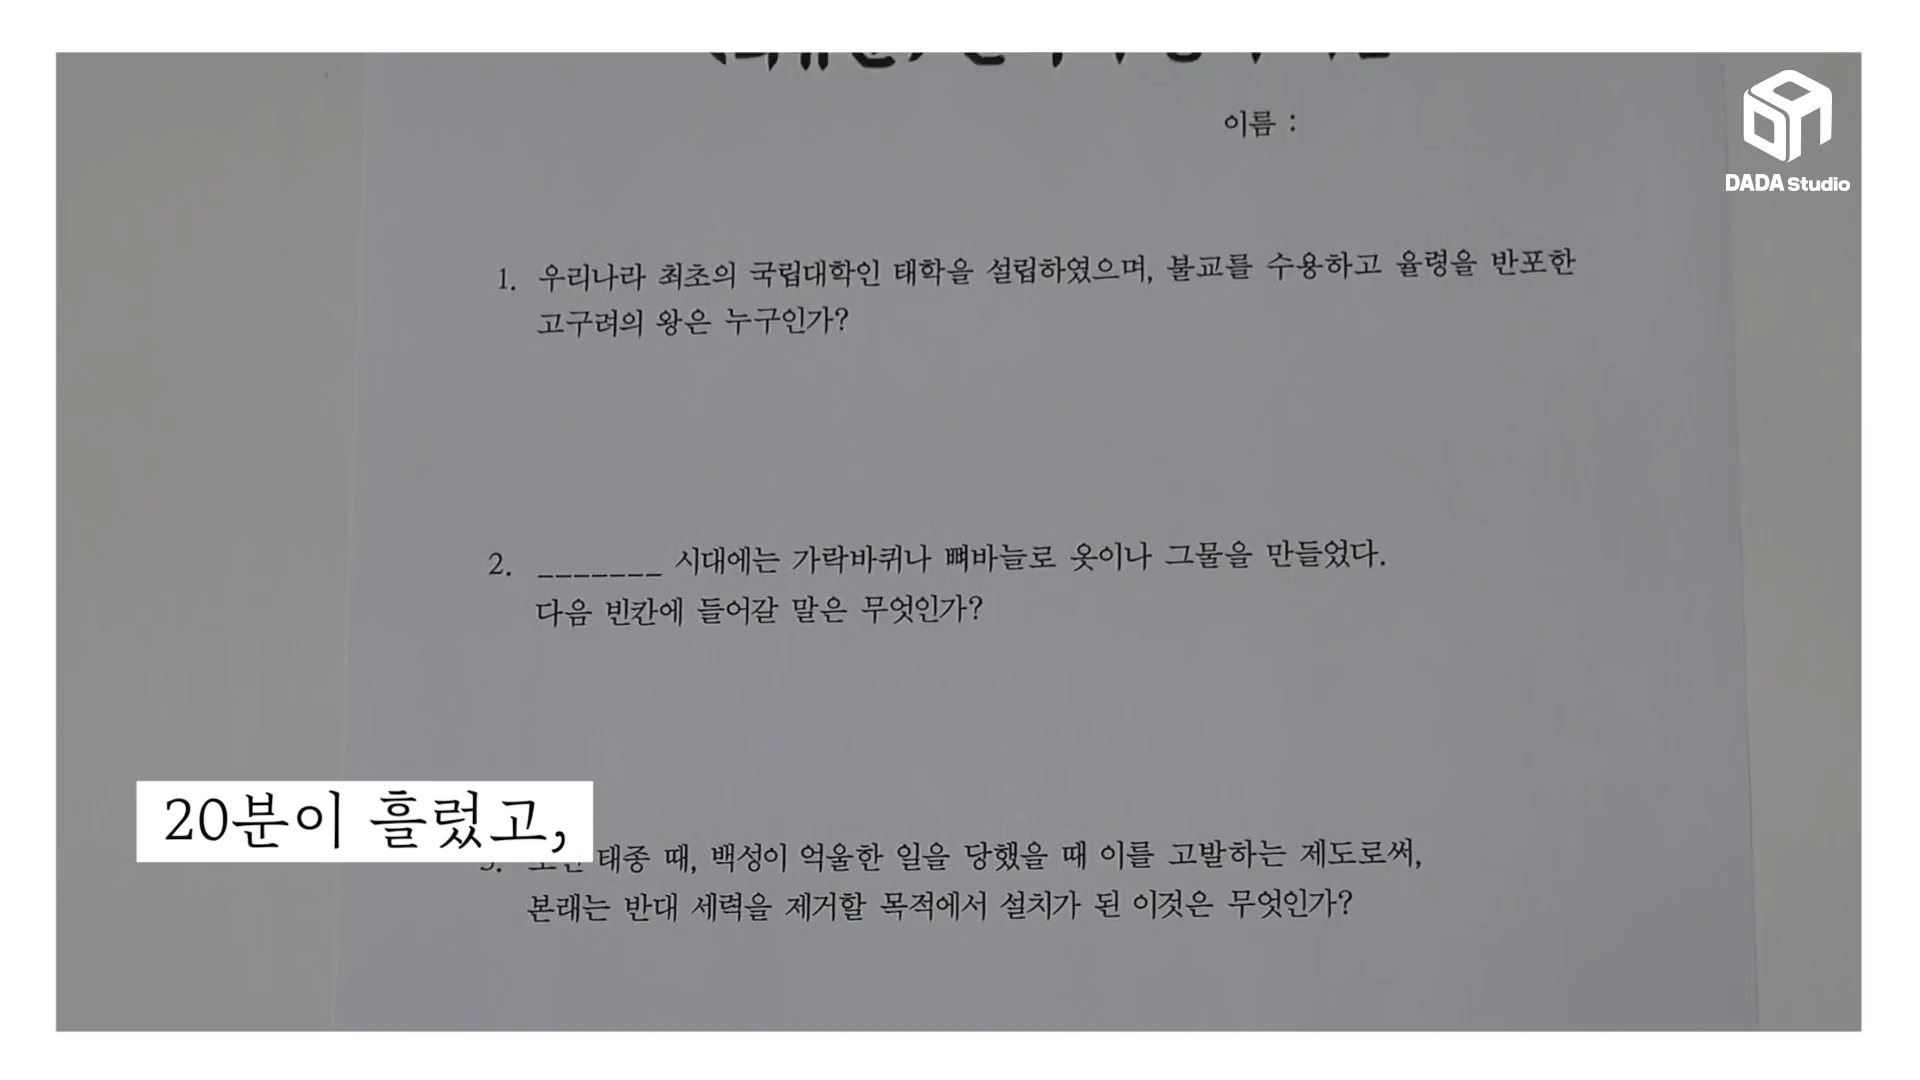 이름 :
DADA Studio
1. 우리나라 최초의 국립대학인 태학을 설립하였으며, 불교를 수용하고 율령을 반포한
고구려의 왕은 누구인가?
2. _______ 시대에는 가락바퀴나 뼈바늘로 옷이나 그물을 만들었다.
다음 빈칸에 들어갈 말은 무엇인가?
20분이 흘렀고,
태종 때, 백성이 억울한 일을 당했을 때 이를 고발하는 제도로써,
본래는 반대 세력을 제거할 목적에서 설치가 된 이것은 무엇인가?